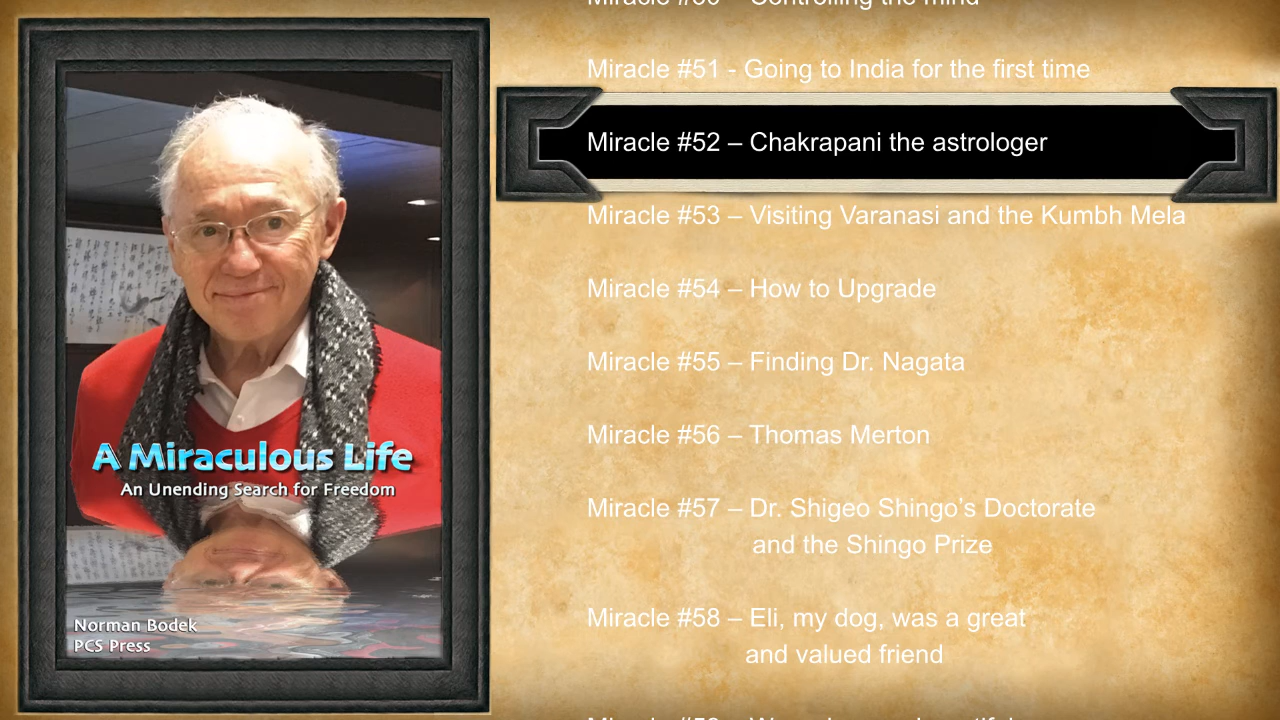 A Miraculous Life
An Unending Search for Freedom
Norman Bodek
PCS Press
Controlling the mind
Miracle #51 - Going to India for the first time
Miracle #52 – Chakrapani the astrologer
Miracle #53 – Visiting Varanasi and the Kumbh Mela
Miracle #54 – How to Upgrade
Miracle #55 – Finding Dr. Nagata
Miracle #56 – Thomas Merton
Miracle #57 – Dr. Shigeo Shingo’s Doctorate
and the Shingo Prize
Miracle #58 – Eli, my dog, was a great
and valued friend